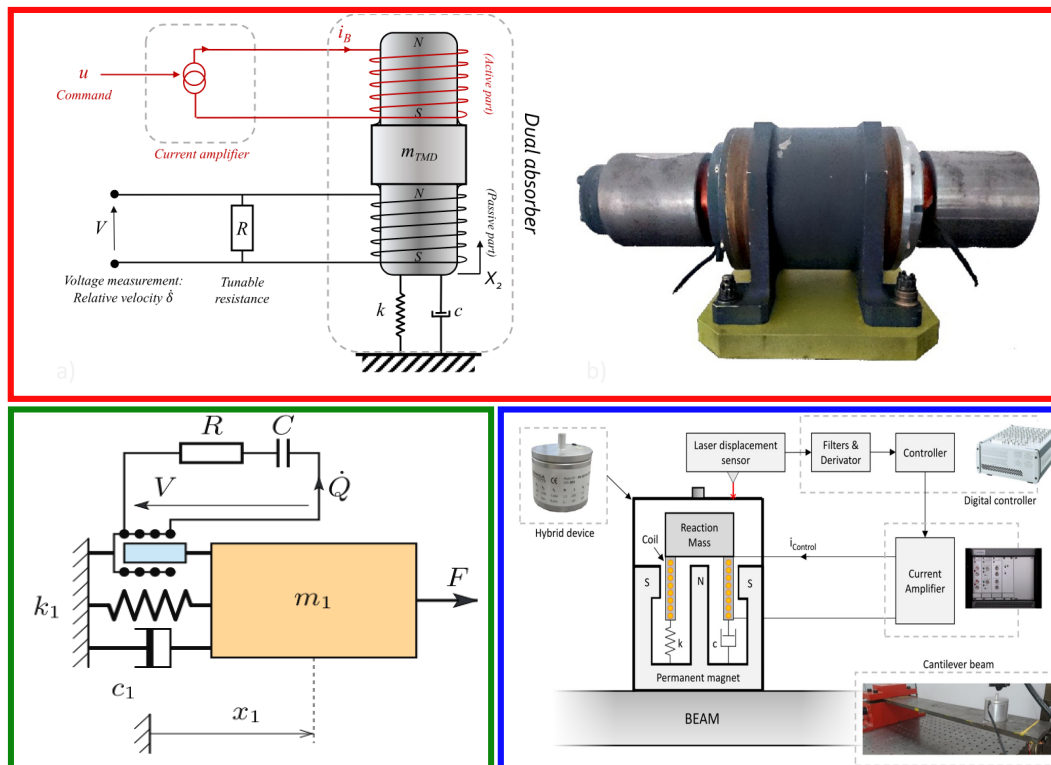 i_B
N
(Active part)
u
Command
S
Current amplifier
m_TMD
Dual absorber
N
(Passive part)
V
R
S
X_2
Voltage measurement:
Relative velocity δ̇
Tunable
resistance
k
c
a)
b)
R
C
V
Q̇
k_1
m_1
F
c_1
x_1
Laser displacement
sensor
Filters &
Derivator
Controller
Digital controller
Hybrid device
Reaction
Mass
Coil
i_Control
S
N
S
Current
Amplifier
k
c
Permanent magnet
Cantilever beam
BEAM